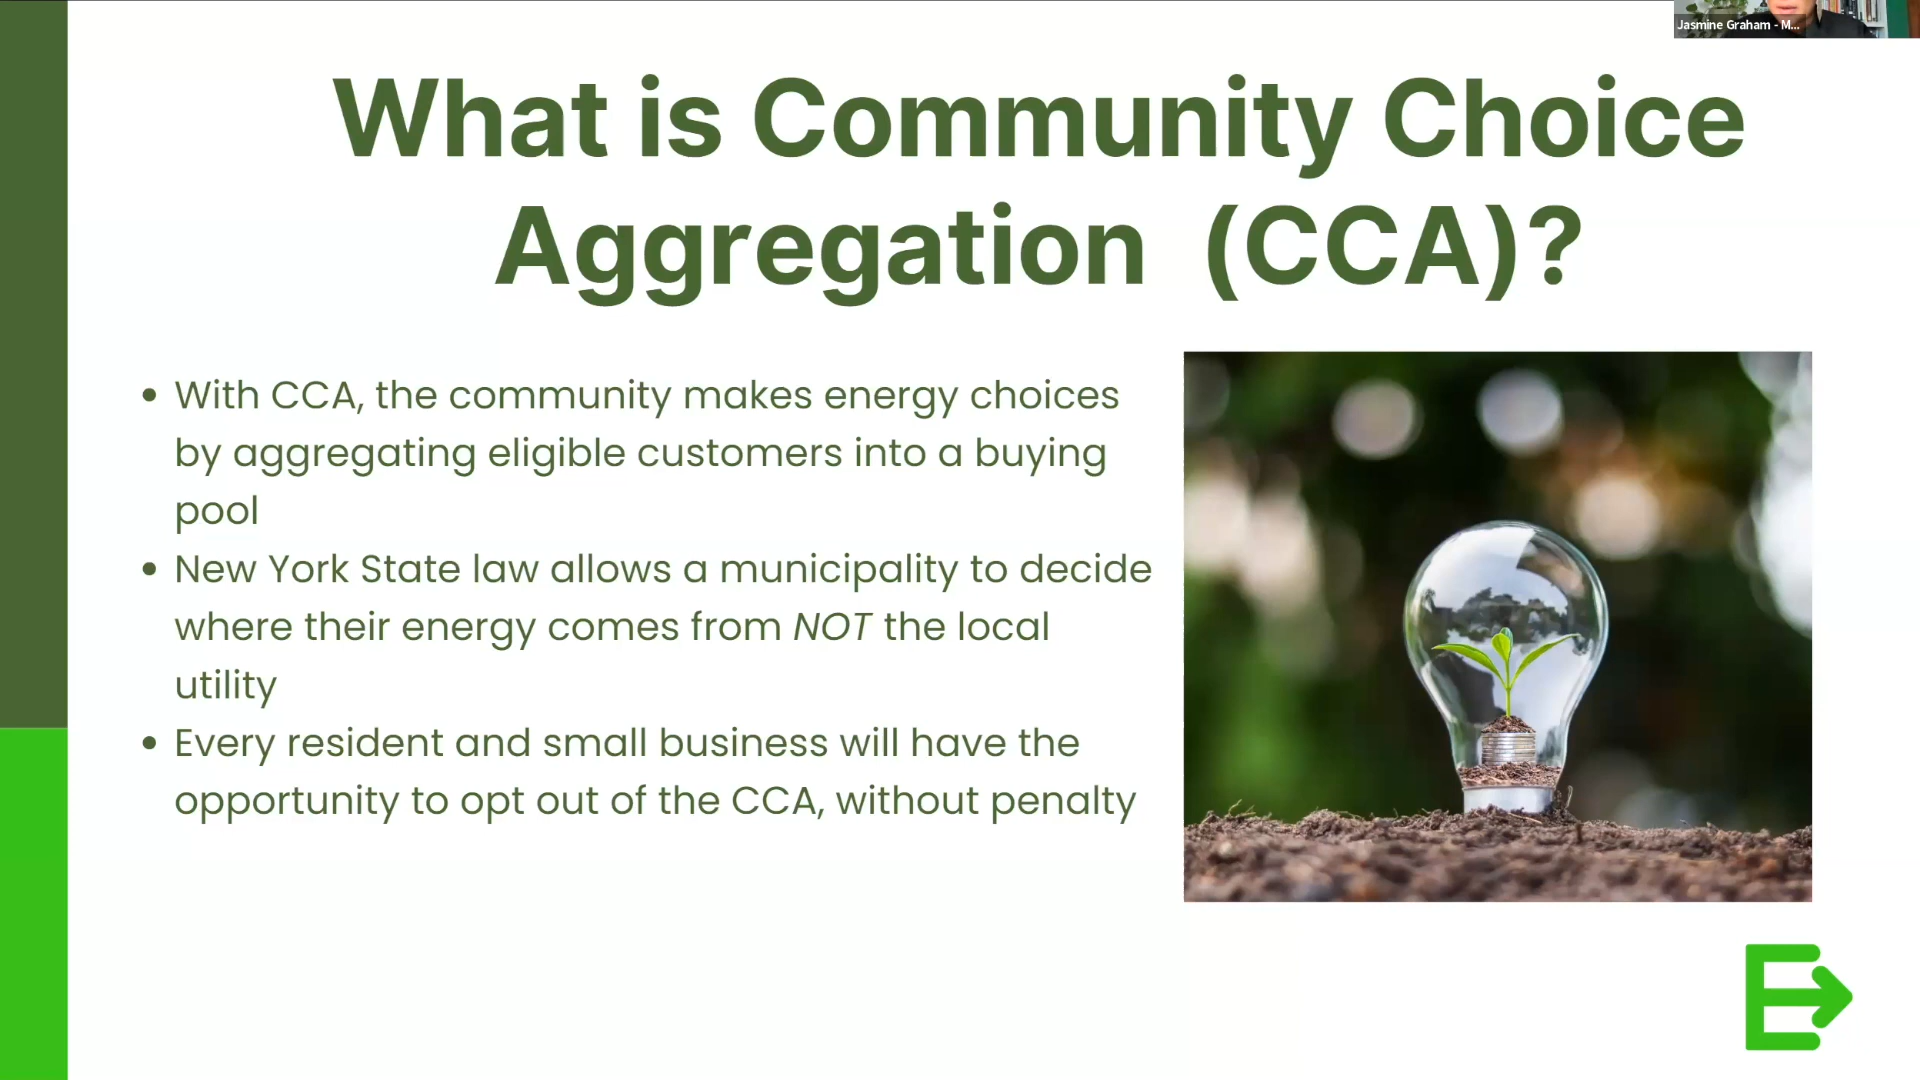 Jasmine Graham - M...
What is Community Choice
Aggregation (CCA)?
• With CCA, the community makes energy choices
by aggregating eligible customers into a buying
pool
• New York State law allows a municipality to decide
where their energy comes from NOT the local
utility
• Every resident and small business will have the
opportunity to opt out of the CCA, without penalty